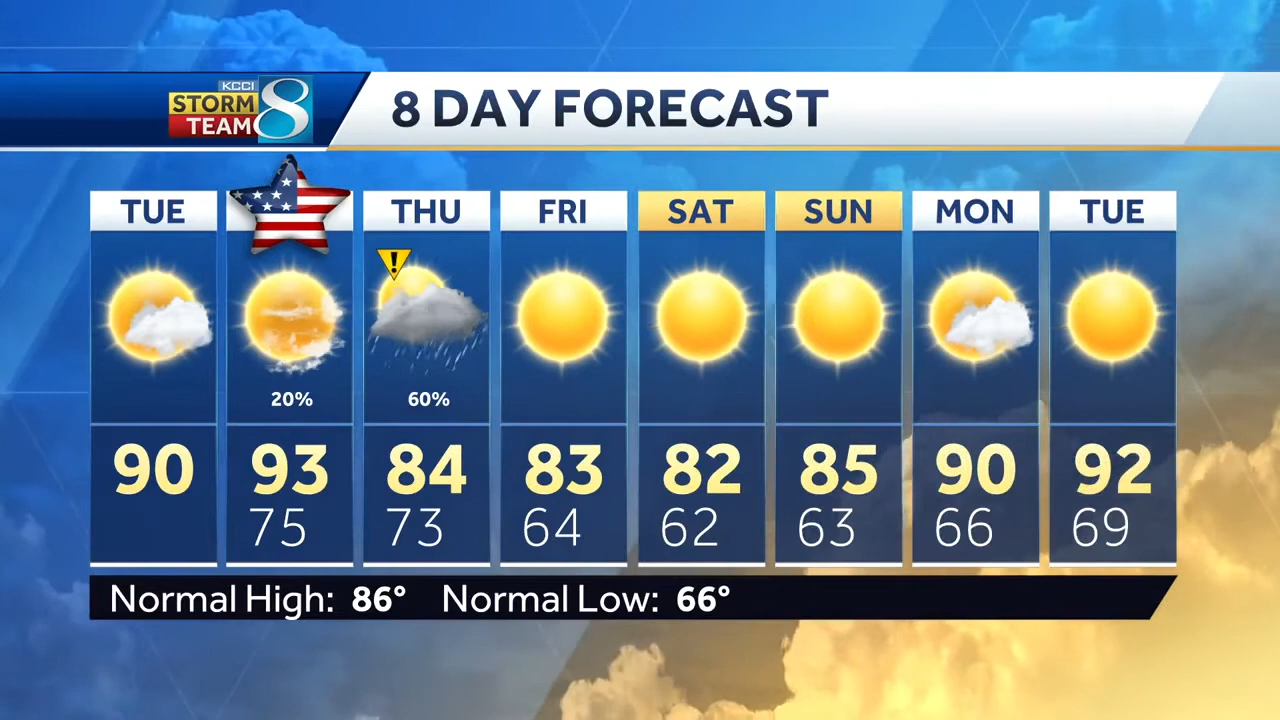 KCCI
STORM
TEAM 8
8 DAY FORECAST
TUE THU FRI SAT SUN MON TUE
!
20% 60%
90 93 84 83 82 85 90 92
75 73 64 62 63 66 69
Normal High: 86° Normal Low: 66°